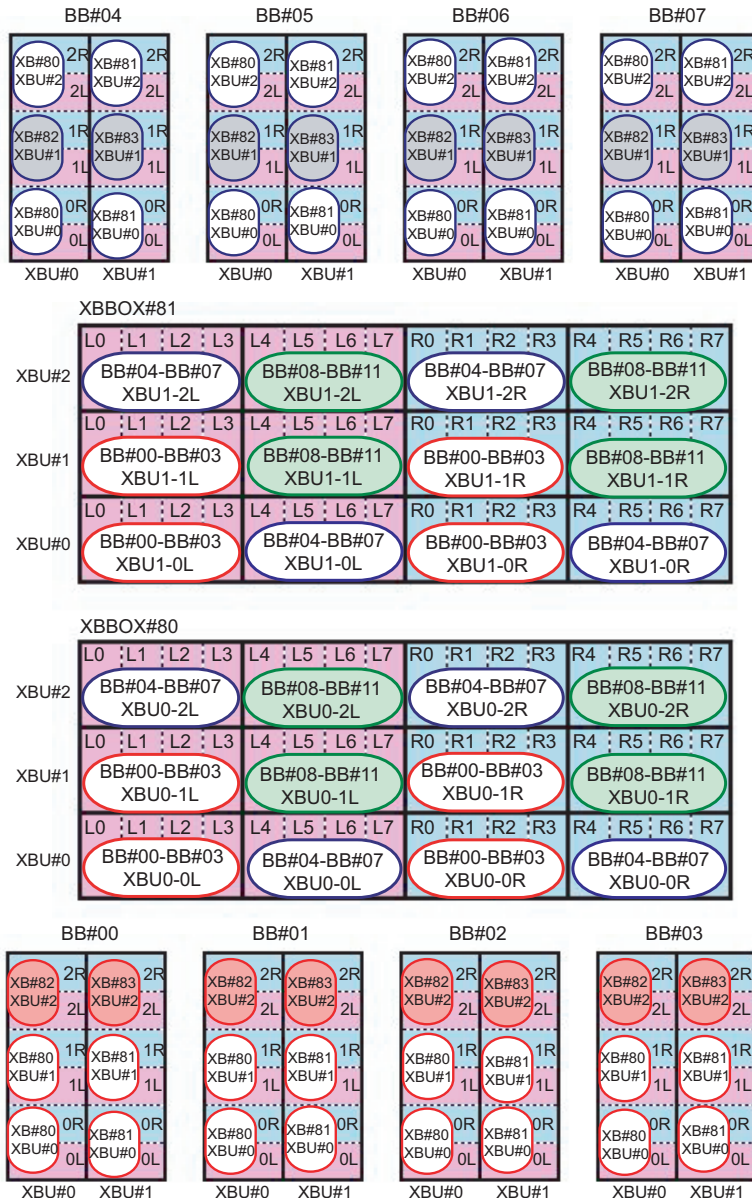 BB#04 BB#05 BB#06 BB#07
XB#80 2R XB#81 2R XB#80 2R XB#81 2R XB#80 2R XB#81 2R XB#80 2R XB#81 2R
XBU#2 2L XBU#2 2L XBU#2 2L XBU#2 2L XBU#2 2L XBU#2 2L XBU#2 2L XBU#2 2L
XB#82 1R XB#83 1R XB#82 1R XB#83 1R XB#82 1R XB#83 1R XB#82 1R XB#83 1R
XBU#1 1L XBU#1 1L XBU#1 1L XBU#1 1L XBU#1 1L XBU#1 1L XBU#1 1L XBU#1 1L
XB#80 0R XB#81 0R XB#80 0R XB#81 0R XB#80 0R XB#81 0R XB#80 0R XB#81 0R
XBU#0 0L XBU#0 0L XBU#0 0L XBU#0 0L XBU#0 0L XBU#0 0L XBU#0 0L XBU#0 0L
XBU#0 XBU#1 XBU#0 XBU#1 XBU#0 XBU#1 XBU#0 XBU#1
XBBOX#81
L0 L1 L2 L3 L4 L5 L6 L7 R0 R1 R2 R3 R4 R5 R6 R7
XBU#2 BB#04-BB#07 BB#08-BB#11 BB#04-BB#07 BB#08-BB#11
XBU1-2L XBU1-2L XBU1-2R XBU1-2R
L0 L1 L2 L3 L4 L5 L6 L7 R0 R1 R2 R3 R4 R5 R6 R7
XBU#1 BB#00-BB#03 BB#08-BB#11 BB#00-BB#03 BB#08-BB#11
XBU1-1L XBU1-1L XBU1-1R XBU1-1R
L0 L1 L2 L3 L4 L5 L6 L7 R0 R1 R2 R3 R4 R5 R6 R7
XBU#0 BB#00-BB#03 BB#04-BB#07 BB#00-BB#03 BB#04-BB#07
XBU1-0L XBU1-0L XBU1-0R XBU1-0R
XBBOX#80
L0 L1 L2 L3 L4 L5 L6 L7 R0 R1 R2 R3 R4 R5 R6 R7
XBU#2 BB#04-BB#07 BB#08-BB#11 BB#04-BB#07 BB#08-BB#11
XBU0-2L XBU0-2L XBU0-2R XBU0-2R
L0 L1 L2 L3 L4 L5 L6 L7 R0 R1 R2 R3 R4 R5 R6 R7
XBU#1 BB#00-BB#03 BB#08-BB#11 BB#00-BB#03 BB#08-BB#11
XBU0-1L XBU0-1L XBU0-1R XBU0-1R
L0 L1 L2 L3 L4 L5 L6 L7 R0 R1 R2 R3 R4 R5 R6 R7
XBU#0 BB#00-BB#03 BB#04-BB#07 BB#00-BB#03 BB#04-BB#07
XBU0-0L XBU0-0L XBU0-0R XBU0-0R
BB#00 BB#01 BB#02 BB#03
XB#82 2R XB#83 2R XB#82 2R XB#83 2R XB#82 2R XB#83 2R XB#82 2R XB#83 2R
XBU#2 2L XBU#2 2L XBU#2 2L XBU#2 2L XBU#2 2L XBU#2 2L XBU#2 2L XBU#2 2L
XB#80 1R XB#81 1R XB#80 1R XB#81 1R XB#80 1R XB#81 1R XB#80 1R XB#81 1R
XBU#1 1L XBU#1 1L XBU#1 1L XBU#1 1L XBU#1 1L XBU#1 1L XBU#1 1L XBU#1 1L
XB#80 0R XB#81 0R XB#80 0R XB#81 0R XB#80 0R XB#81 0R XB#80 0R XB#81 0R
XBU#0 0L XBU#0 0L XBU#0 0L XBU#0 0L XBU#0 0L XBU#0 0L XBU#0 0L XBU#0 0L
XBU#0 XBU#1 XBU#0 XBU#1 XBU#0 XBU#1 XBU#0 XBU#1